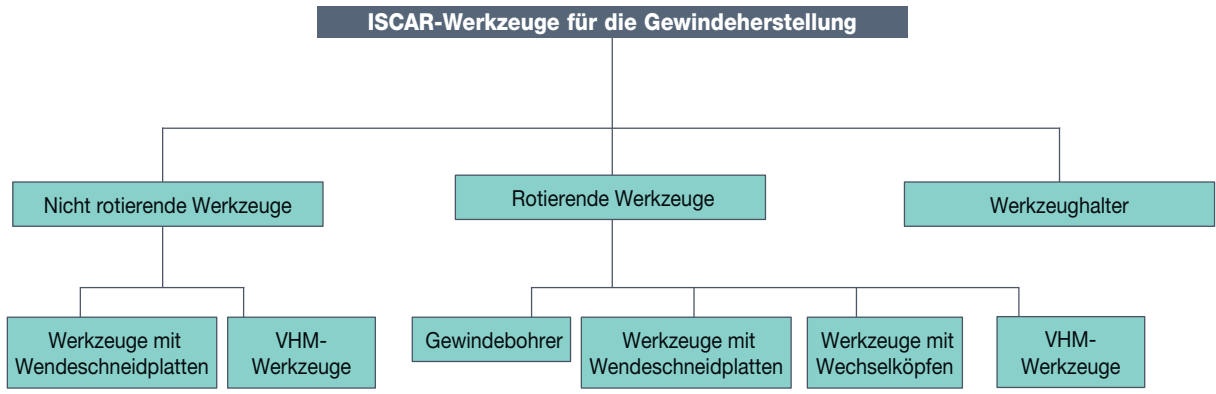 ISCAR-Werkzeuge für die Gewindeherstellung
Nicht rotierende Werkzeuge
Rotierende Werkzeuge
Werkzeughalter
Werkzeuge mit
Wendeschneidplatten
VHM-
Werkzeuge
Gewindebohrer
Werkzeuge mit
Wendeschneidplatten
Werkzeuge mit
Wechselköpfen
VHM-
Werkzeuge